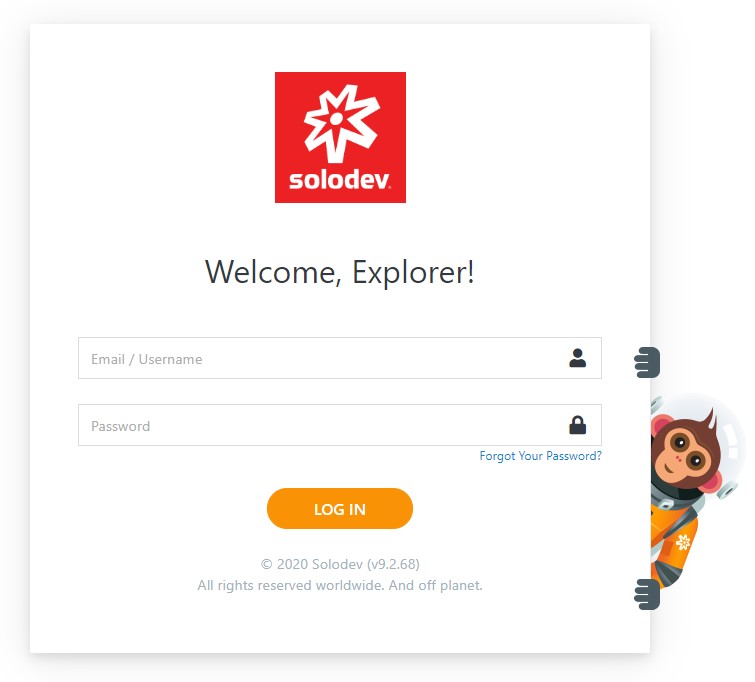 solodev
Welcome, Explorer!
Email / Username
Password
Forgot Your Password?
LOG IN
© 2020 Solodev (v9.2.68)
All rights reserved worldwide. And off planet.